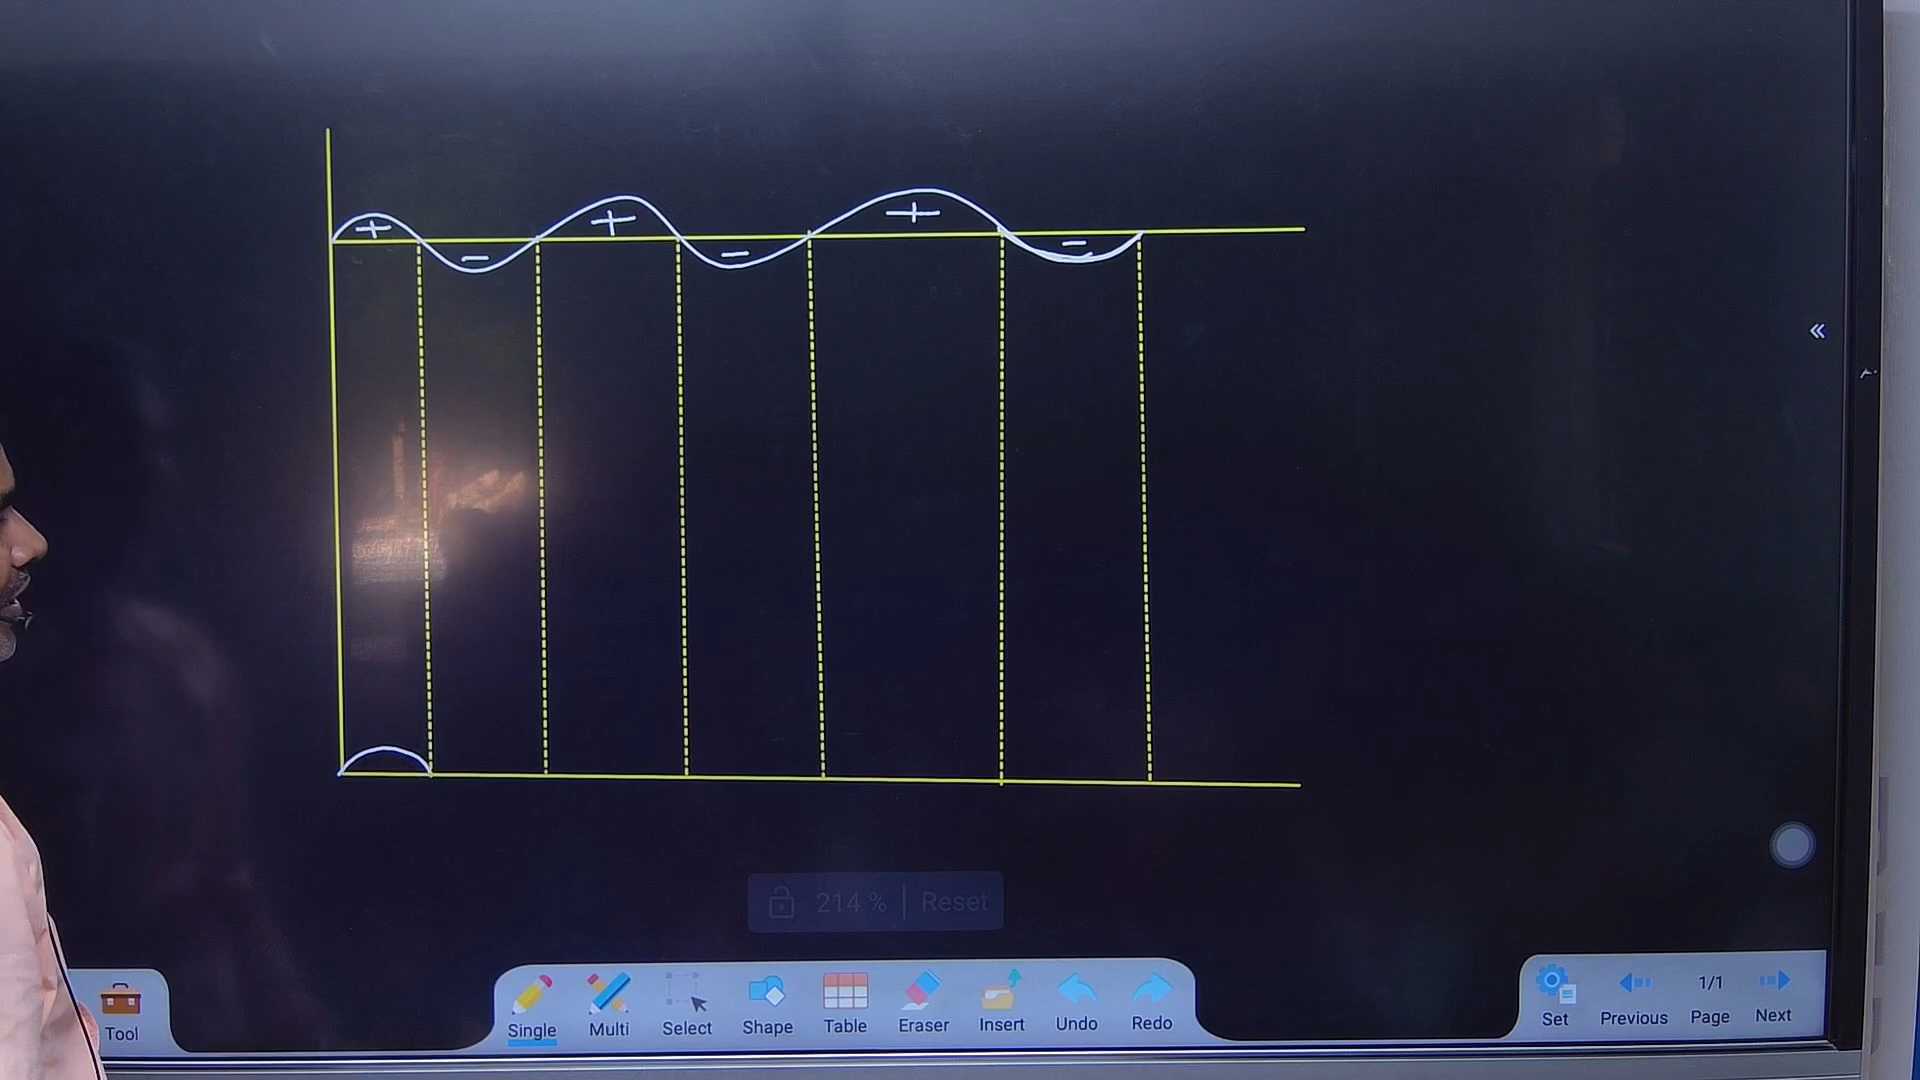 + + +
- - -
214 % | Reset
Tool
Single Multi Select Shape Table Eraser Insert Undo Redo
Set Previous 1/1 Page Next